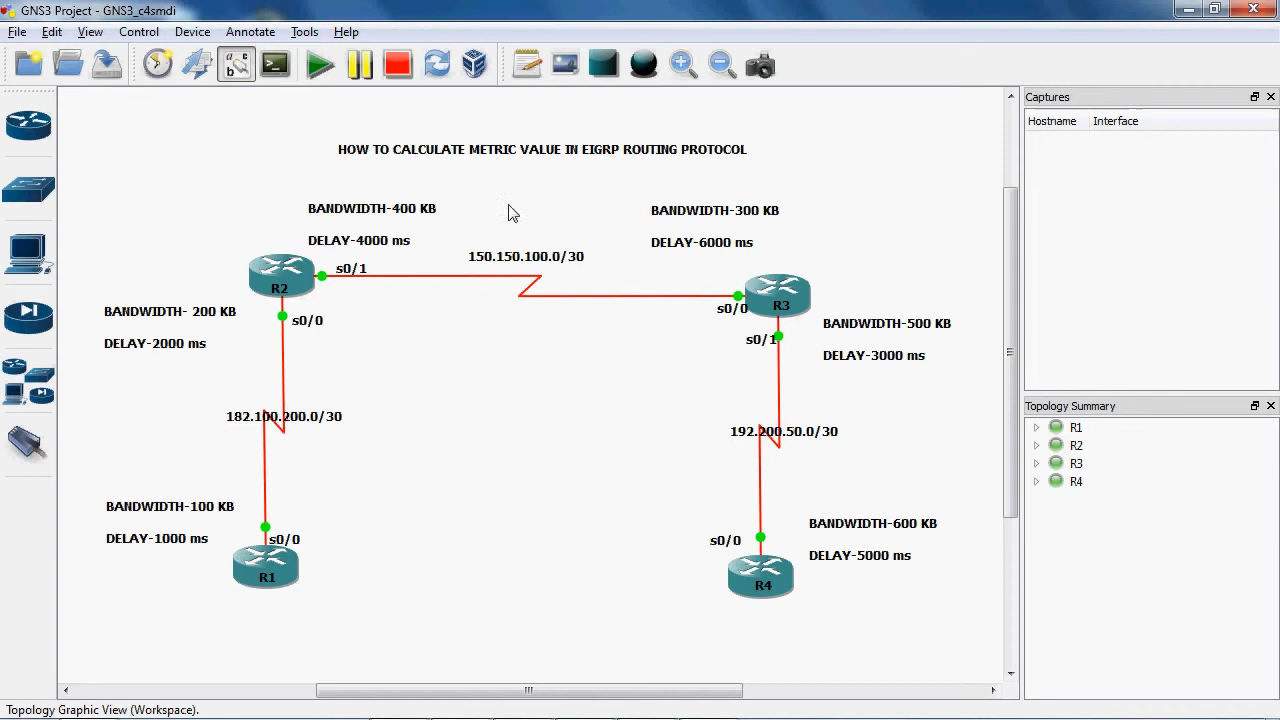 GNS3 Project - GNS3_c4smdi
File Edit View Control Device Annotate Tools Help
HOW TO CALCULATE METRIC VALUE IN EIGRP ROUTING PROTOCOL
BANDWIDTH-400 KB
DELAY-4000 ms
BANDWIDTH-300 KB
DELAY-6000 ms
150.150.100.0/30
s0/1
R2
s0/0
R3
s0/0
s0/1
BANDWIDTH- 200 KB
DELAY-2000 ms
BANDWIDTH-500 KB
DELAY-3000 ms
182.100.200.0/30
192.200.50.0/30
BANDWIDTH-100 KB
DELAY-1000 ms
s0/0
R1
BANDWIDTH-600 KB
DELAY-5000 ms
s0/0
R4
Captures
Hostname Interface
Topology Summary
R1
R2
R3
R4
Topology Graphic View (Workspace).